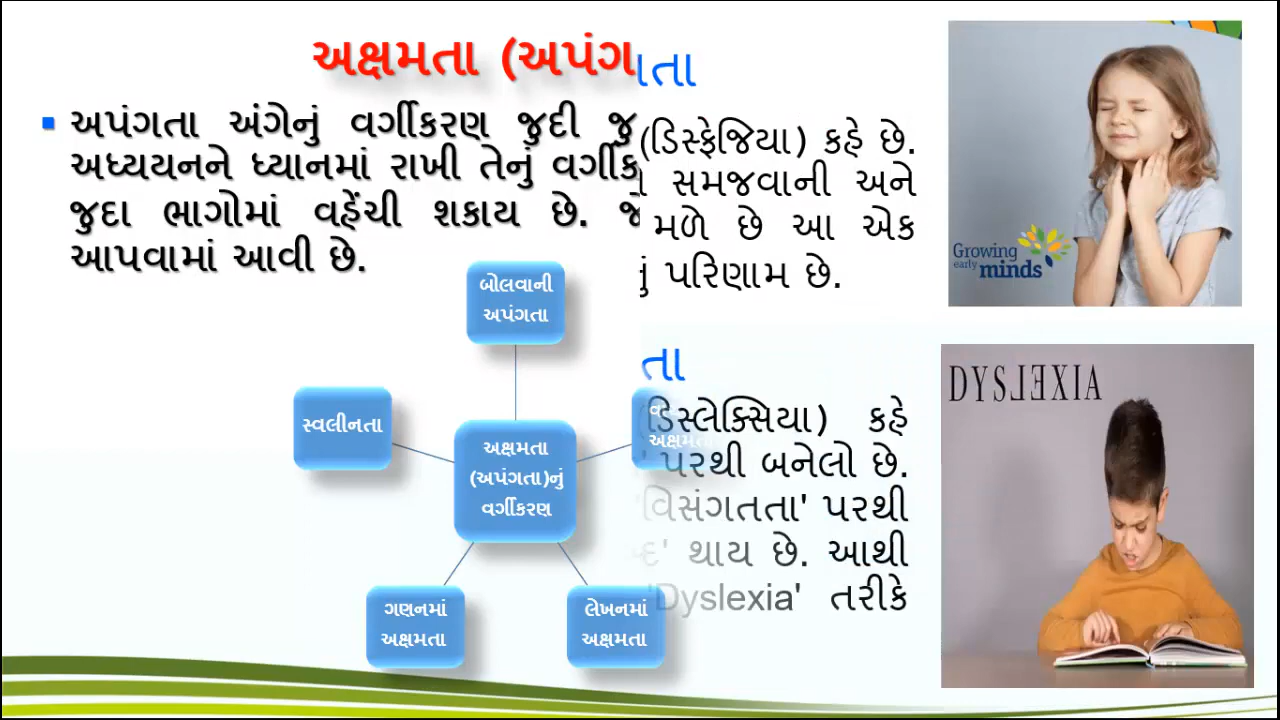 અક્ષમતા (અપંગ
અપંગતા અંગેનું વર્ગીકરણ જુદી જુ
અધ્યયનને ધ્યાનમાં રાખી તેનું વર્ગીક
જુદા ભાગોમાં વહેંચી શકાય છે.
આપવામાં આવી છે.
બોલવાની
અપંગતા
સ્વલીનતા
અક્ષમતા
(અપંગતા)નું
વર્ગીકરણ
અક્ષમતા
ગણનમાં
અક્ષમતા
લેખનમાં
અક્ષમતા
તા
(ડિસ્ફેજિયા) કહે છે.
સમજવાની અને
મળે છે આ એક
નું પરિણામ છે.
તા
(ડિસ્લેક્સિયા) કહે
પરથી બનેલો છે.
'વિસંગતતા' પરથી
થાય છે. આથી
'Dyslexia' તરીકે
Growing
early minds
DYSLEXIA